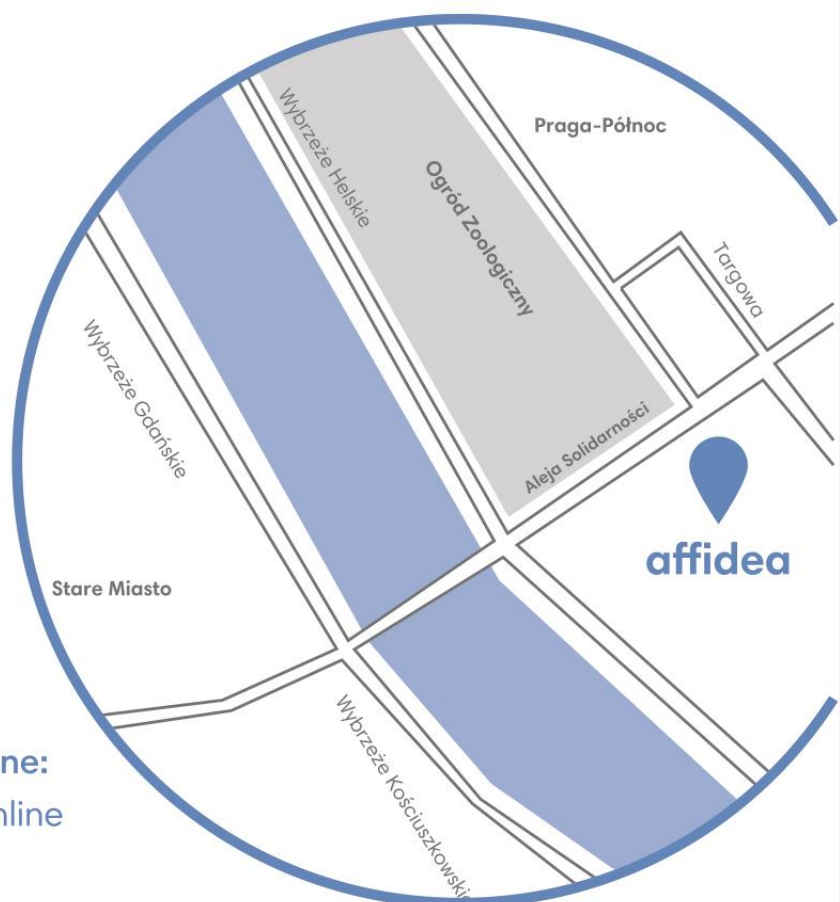 Praga-Północ
Wybrzeże Helskie
Ogród Zoologiczny
Targowa
Wybrzeże Gdańskie
Aleja Solidarności
affidea
Stare Miasto
ne:
nline
Wybrzeże Kościuszkowskie